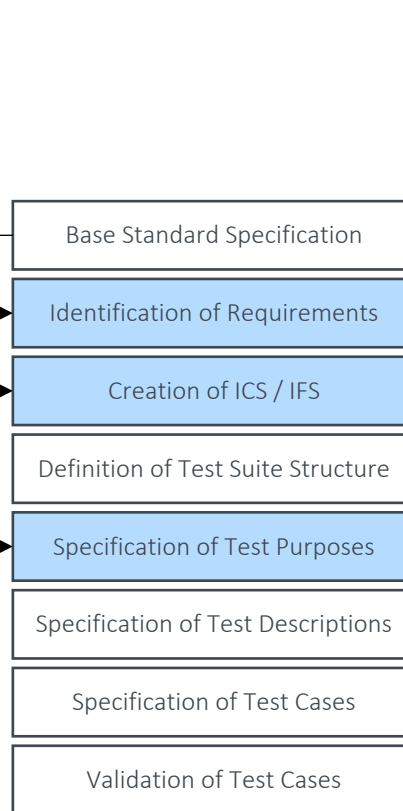 Base Standard Specification
Identification of Requirements
Creation of ICS / IFS
Definition of Test Suite Structure
Specification of Test Purposes
Specification of Test Descriptions
Specification of Test Cases
Validation of Test Cases